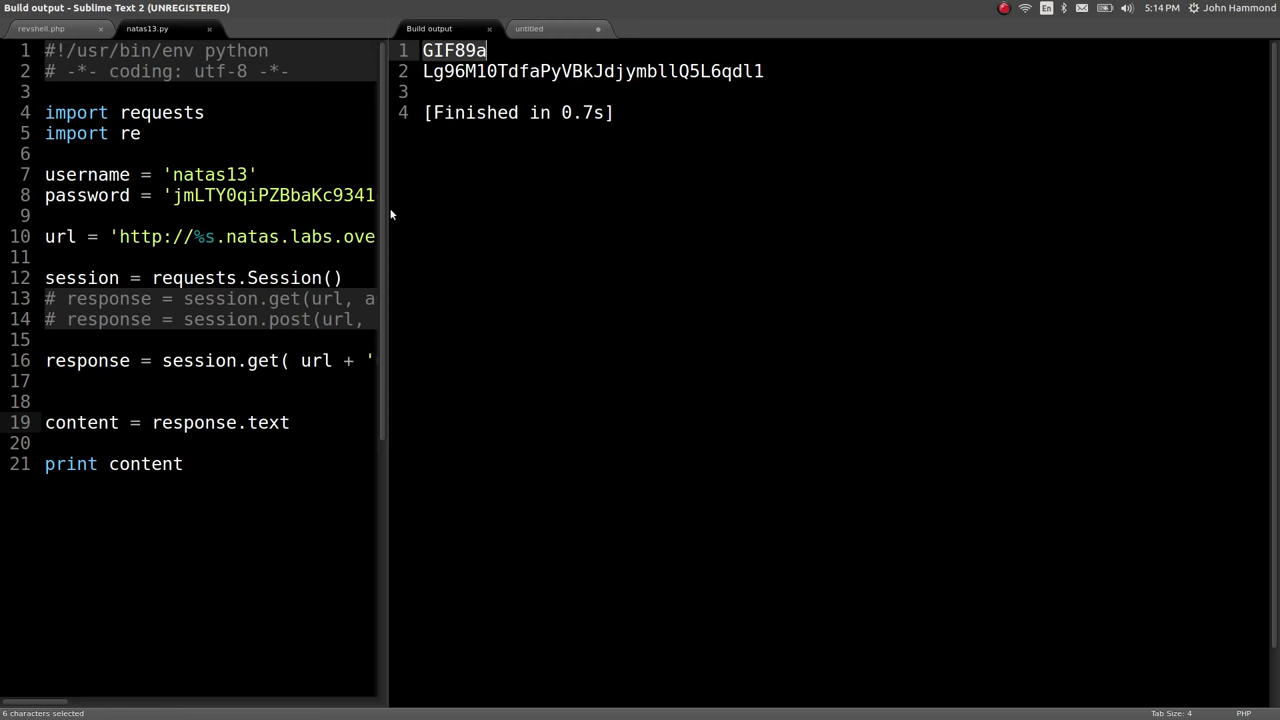 Build output - Sublime Text 2 (UNREGISTERED)
En
5:14 PM
John Hammond
revshell.php
natas13.py
Build output
untitled
1 #!/usr/bin/env python
2 # -*- coding: utf-8 -*-
3
4 import requests
5 import re
6
7 username = 'natas13'
8 password = 'jmLTY0qiPZBbaKc9341
9
10 url = 'http://%s.natas.labs.ove
11
12 session = requests.Session()
13 # response = session.get(url, a
14 # response = session.post(url,
15
16 response = session.get( url + '
17
18
19 content = response.text
20
21 print content
1 GIF89a
2 Lg96M10TdfaPyVBkJdjymbllQ5L6qdl1
3
4 [Finished in 0.7s]
6 characters selected
Tab Size: 4
PHP